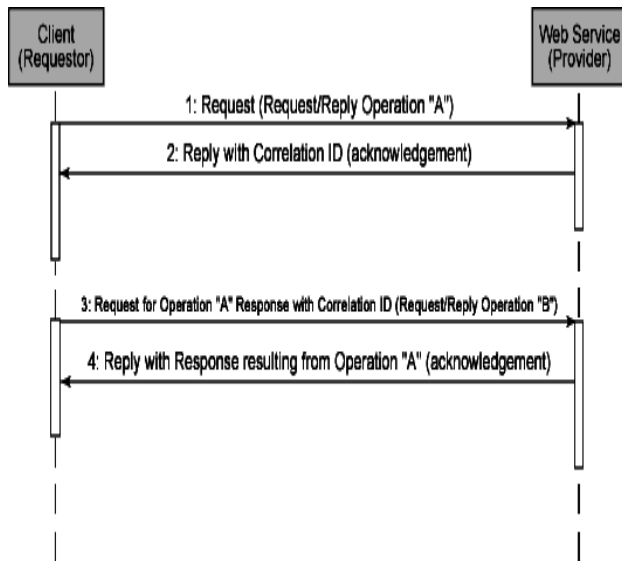 Client
(Requestor)
Web Service
(Provider)
1: Request (Request/Reply Operation "A")
2: Reply with Correlation ID (acknowledgement)
3: Request for Operation "A" Response with Correlation ID (Request/Reply Operation "B")
4: Reply with Response resulting from Operation "A" (acknowledgement)